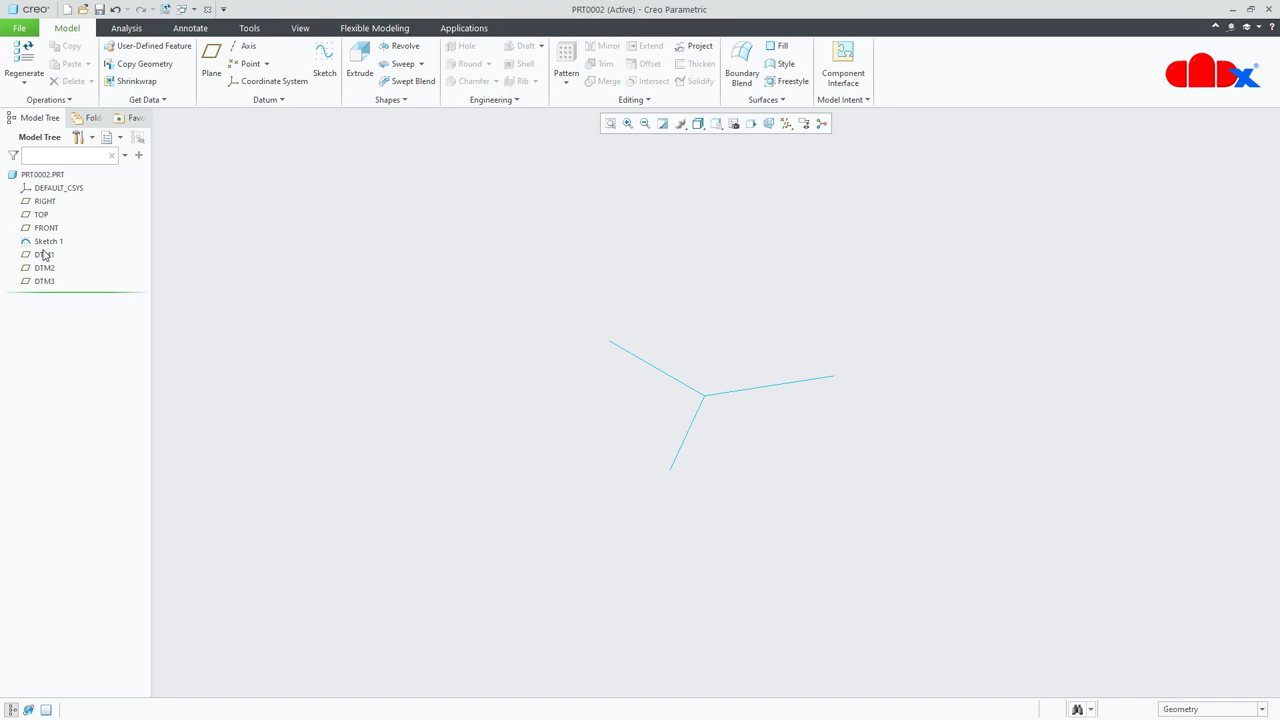 creo
PRT0002 (Active) - Creo Parametric
File
Model
Analysis
Annotate
Tools
View
Flexible Modeling
Applications
Regenerate
Copy
Paste
Delete
Operations
User-Defined Feature
Copy Geometry
Shrinkwrap
Get Data
Plane
Axis
Point
Coordinate System
Sketch
Datum
Extrude
Revolve
Sweep
Swept Blend
Shapes
Hole
Round
Chamfer
Draft
Shell
Rib
Engineering
Pattern
Mirror
Trim
Merge
Extend
Offset
Intersect
Project
Thicken
Solidify
Editing
Boundary
Blend
Fill
Style
Freestyle
Surfaces
Component
Interface
Model Intent
Model Tree
Fold
Favo
Model Tree
PRT0002.PRT
DEFAULT_CSYS
RIGHT
TOP
FRONT
Sketch 1
DTM2
DTM3
Geometry